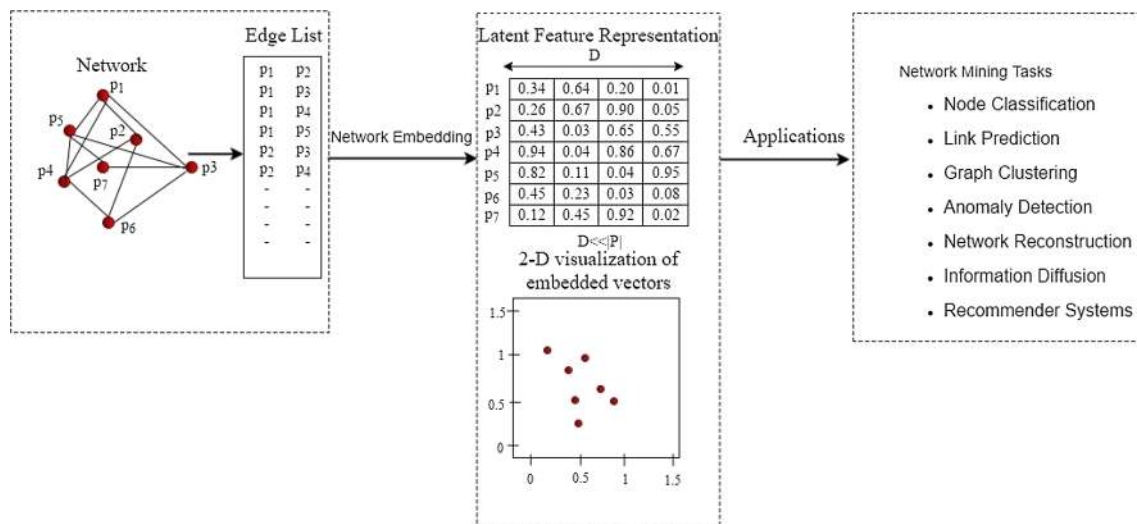 Network
p1
p5
p2
p4
p7
p3
p6
Edge List
p1 p2
p1 p3
p1 p4
p1 p5
p2 p3
p2 p4
- -
- -
- -
- -
Network Embedding
Latent Feature Representation
D
p1 0.34 0.64 0.20 0.01
p2 0.26 0.67 0.90 0.05
p3 0.43 0.03 0.65 0.55
p4 0.94 0.04 0.86 0.67
p5 0.82 0.11 0.04 0.95
p6 0.45 0.23 0.03 0.08
p7 0.12 0.45 0.92 0.02
D<<|P|
2-D visualization of
embedded vectors
1.5
1
0.5
0
0 0.5 1 1.5
Applications
Network Mining Tasks
• Node Classification
• Link Prediction
• Graph Clustering
• Anomaly Detection
• Network Reconstruction
• Information Diffusion
• Recommender Systems